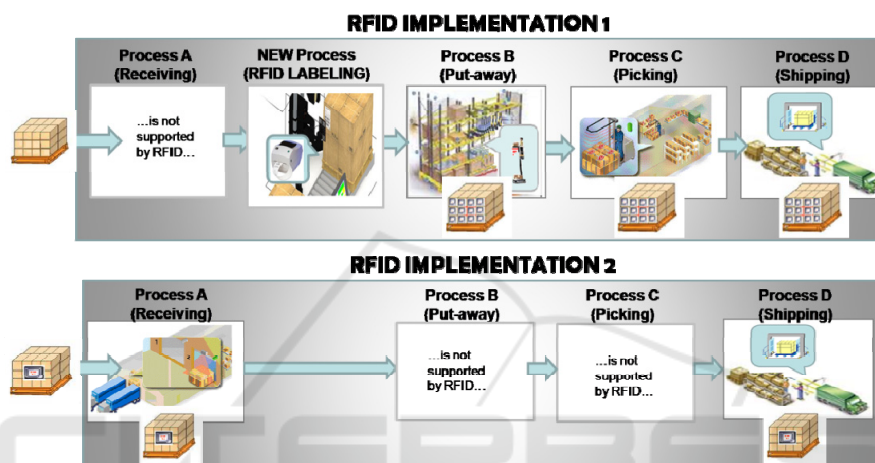 RFID IMPLEMENTATION 1
Process A
(Receiving)
NEW Process
(RFID LABELING)
Process B
(Put-away)
Process C
(Picking)
Process D
(Shipping)
...is not
supported
by RFID...
RFID IMPLEMENTATION 2
Process A
(Receiving)
Process B
(Put-away)
Process C
(Picking)
Process D
(Shipping)
...is not
supported
by RFID...
...is not
supported
by RFID...